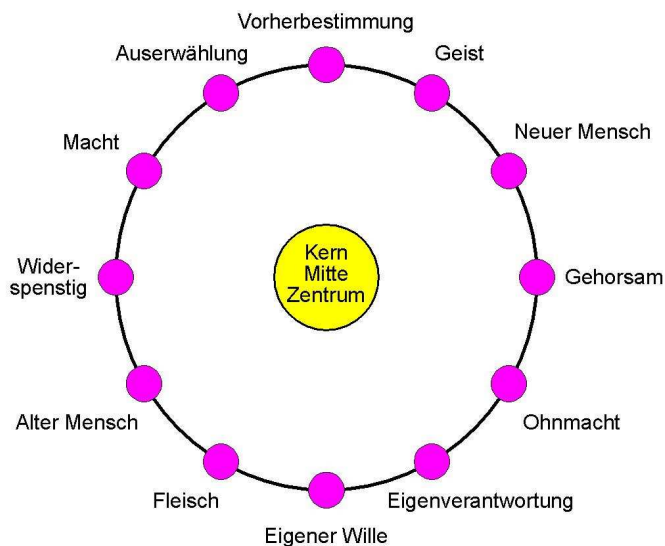 Vorherbestimmung
Auserwählung
Geist
Macht
Neuer Mensch
Wider-
spenstig
Kern
Mitte
Zentrum
Gehorsam
Alter Mensch
Ohnmacht
Fleisch
Eigenverantwortung
Eigener Wille